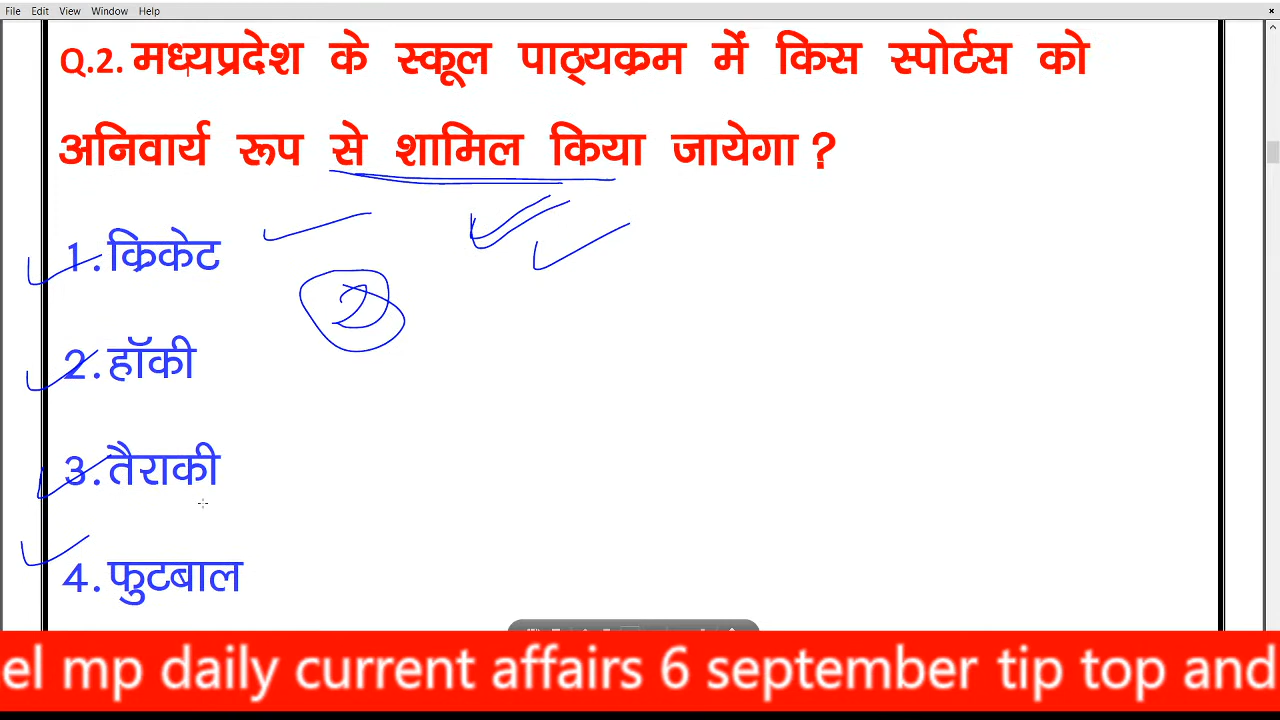 File Edit View Window Help
Q.2. मध्यप्रदेश के स्कूल पाठ्यक्रम में किस स्पोर्टस को
अनिवार्य रूप से शामिल किया जायेगा ?
1. क्रिकेट
2
2. हॉकी
3. तैराकी
4. फुटबाल
el mp daily current affairs 6 september tip top and